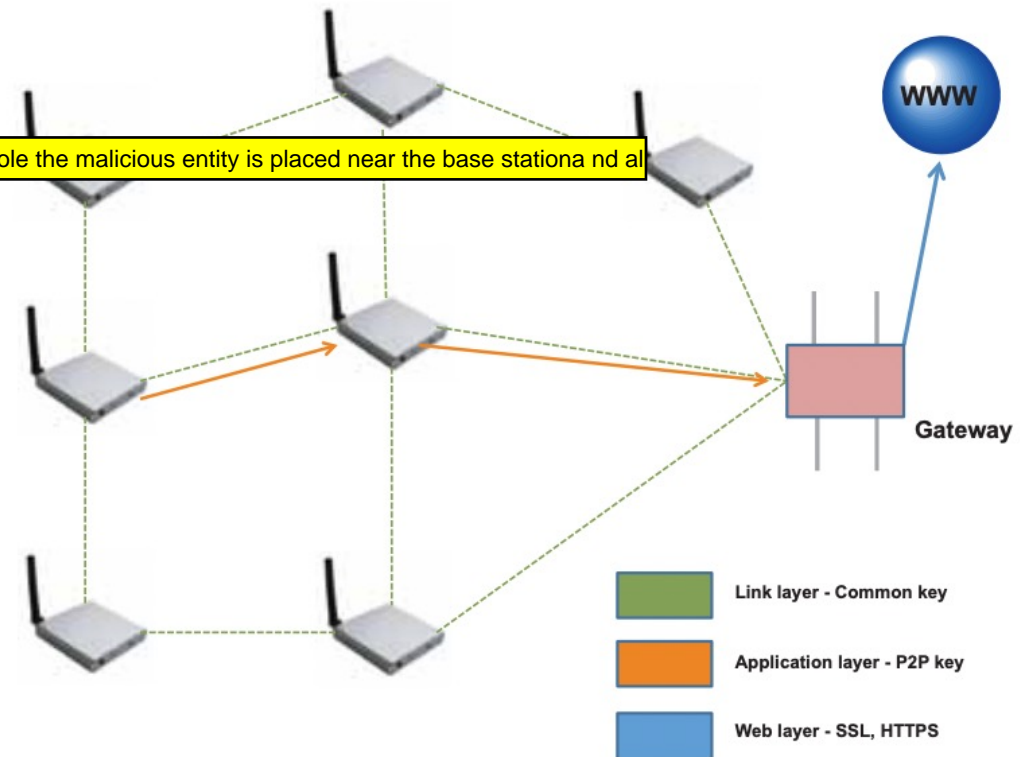 WWW
ole the malicious entity is placed near the base stationa nd al
Gateway
Link layer - Common key
Application layer - P2P key
Web layer - SSL, HTTPS